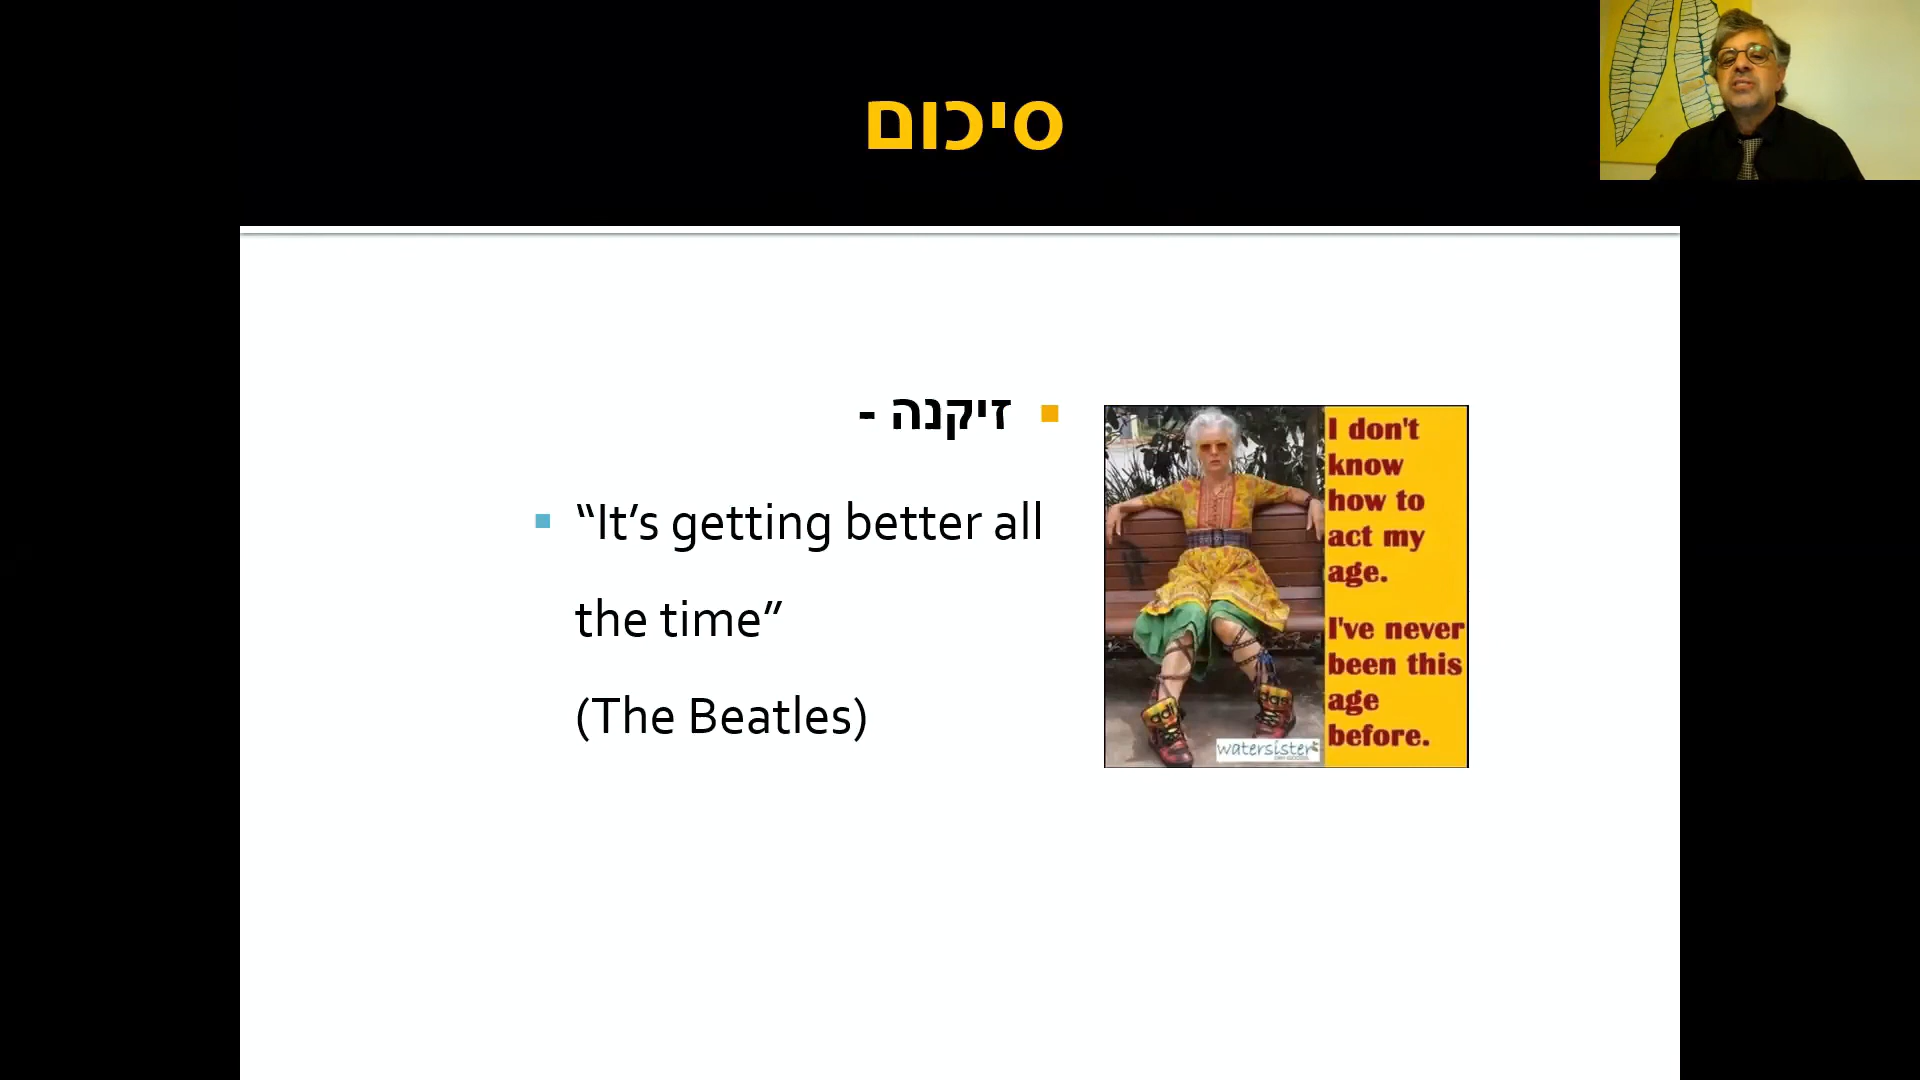 סיכום
זיקנה -
“It’s getting better all
the time”
(The Beatles)
I don't
know
how to
act my
age.
I've never
been this
age
before.
watersister